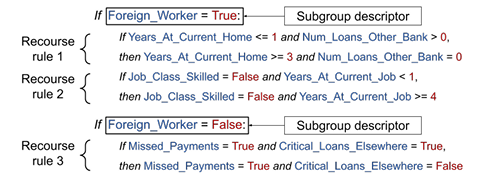 If Foreign_Worker = True: Subgroup descriptor
Recourse rule 1
If Years_At_Current_Home <= 1 and Num_Loans_Other_Bank > 0,
then Years_At_Current_Home >= 3 and Num_Loans_Other_Bank = 0
Recourse rule 2
If Job_Class_Skilled = False and Years_At_Current_Job < 1,
then Job_Class_Skilled = False and Years_At_Current_Job >= 4
If Foreign_Worker = False: Subgroup descriptor
Recourse rule 3
If Missed_Payments = True and Critical_Loans_Elsewhere = True,
then Missed_Payments = True and Critical_Loans_Elsewhere = False